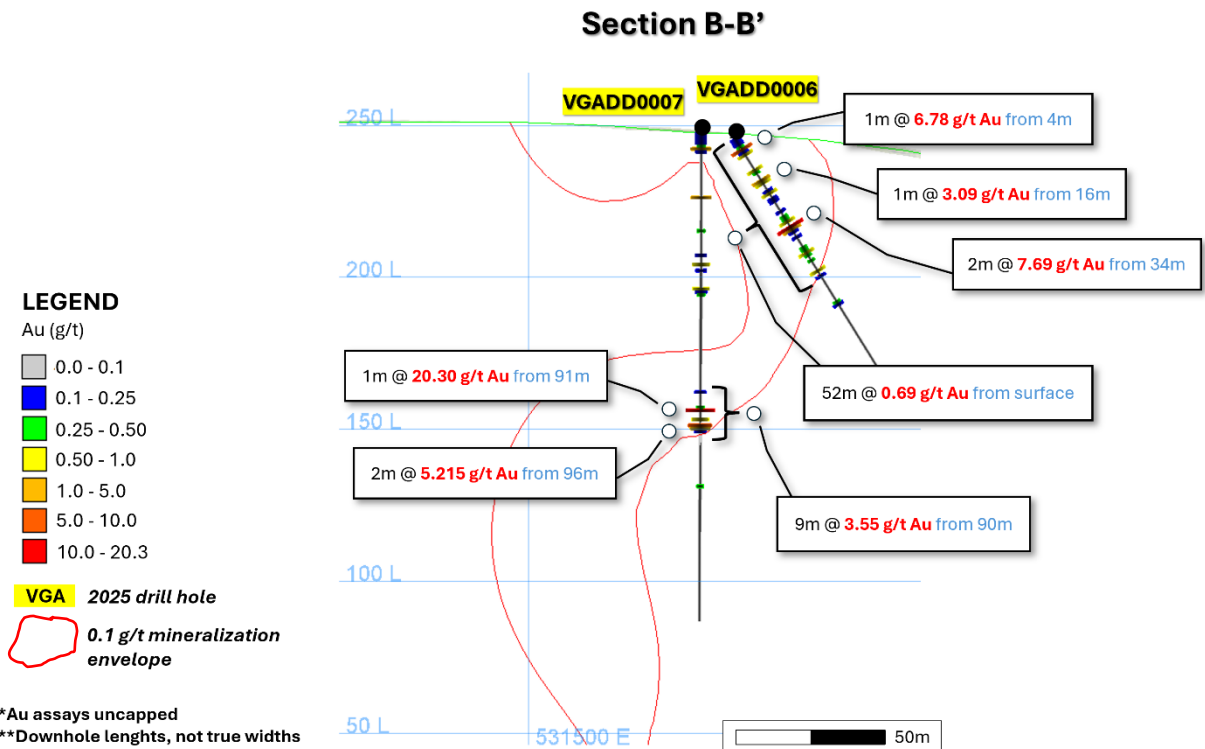 Section B-B’
VGADD0007
VGADD0006
250 L
1m @ 6.78 g/t Au from 4m
1m @ 3.09 g/t Au from 16m
2m @ 7.69 g/t Au from 34m
200 L
LEGEND
Au (g/t)
0.0 - 0.1
0.1 - 0.25
0.25 - 0.50
0.50 - 1.0
1.0 - 5.0
5.0 - 10.0
10.0 - 20.3
VGA 2025 drill hole
0.1 g/t mineralization
envelope
*Au assays uncapped
**Downhole lenghts, not true widths
1m @ 20.30 g/t Au from 91m
52m @ 0.69 g/t Au from surface
150 L
2m @ 5.215 g/t Au from 96m
9m @ 3.55 g/t Au from 90m
100 L
50 L
531500 E
50m